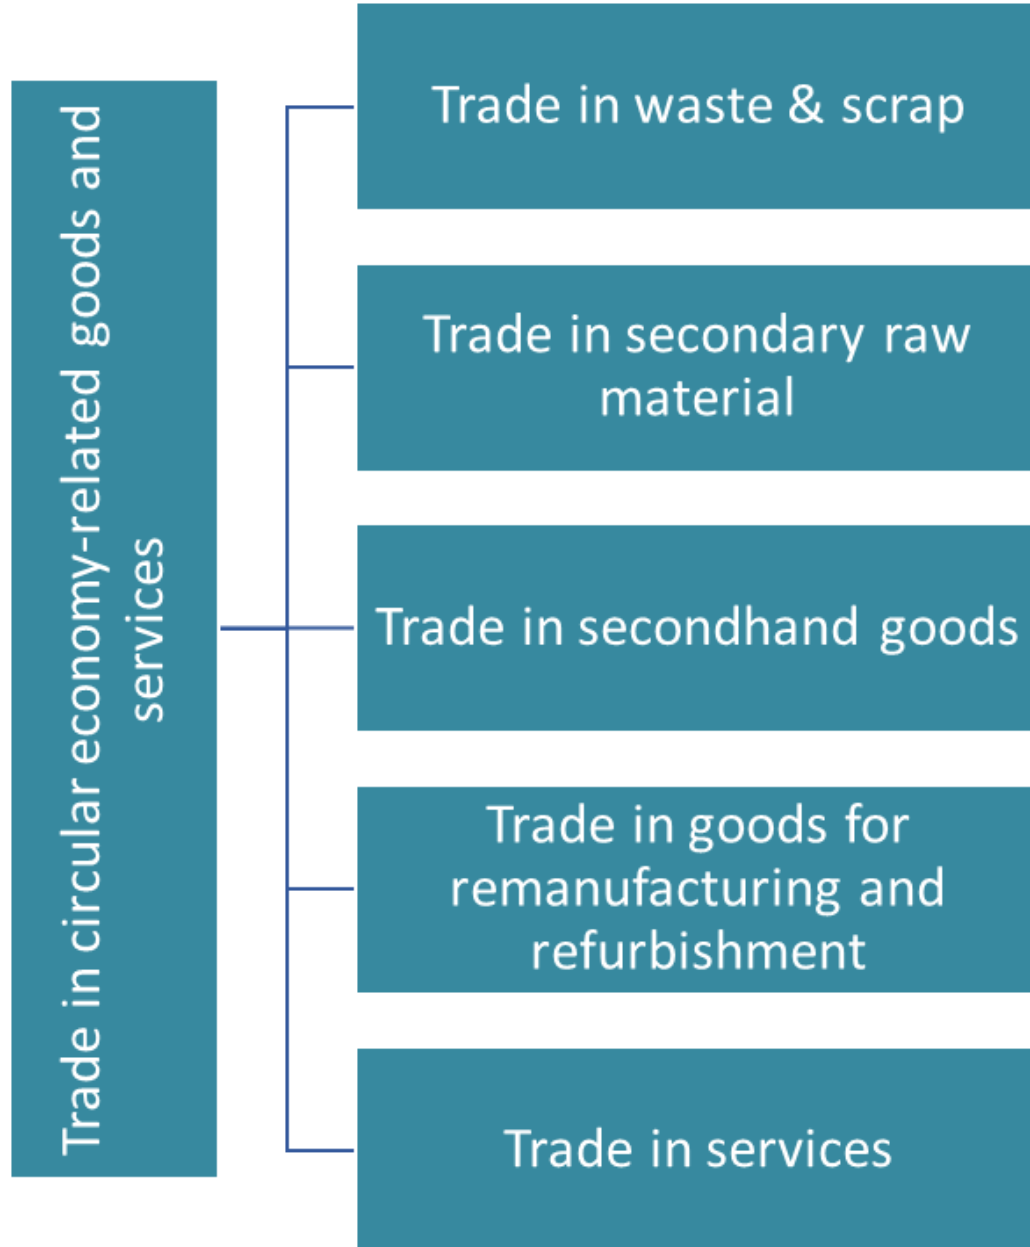 Trade in circular economy-related goods and
services
Trade in waste & scrap
Trade in secondary raw
material
Trade in secondhand goods
Trade in goods for
remanufacturing and
refurbishment
Trade in services